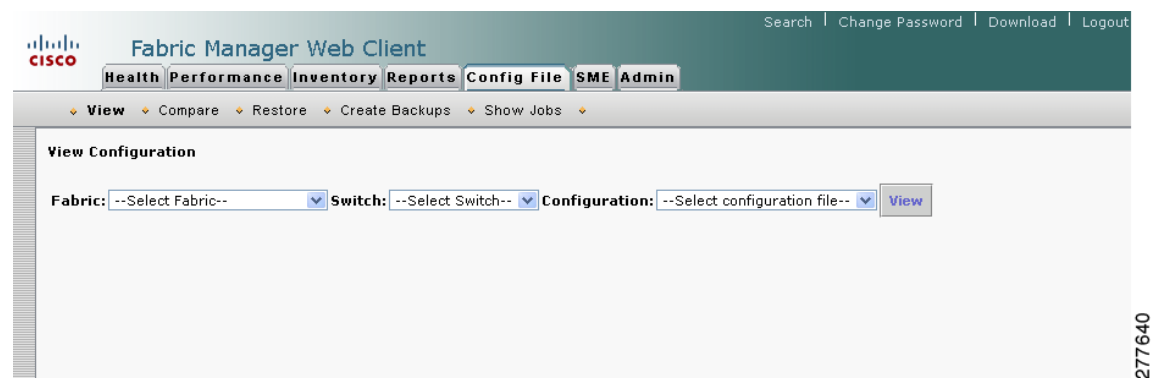 Search | Change Password | Download | Logout
CISCO
Fabric Manager Web Client
Health Performance Inventory Reports Config File SME Admin
View Compare Restore Create Backups Show Jobs
View Configuration
Fabric: --Select Fabric-- Switch: --Select Switch-- Configuration: --Select configuration file-- View
277640